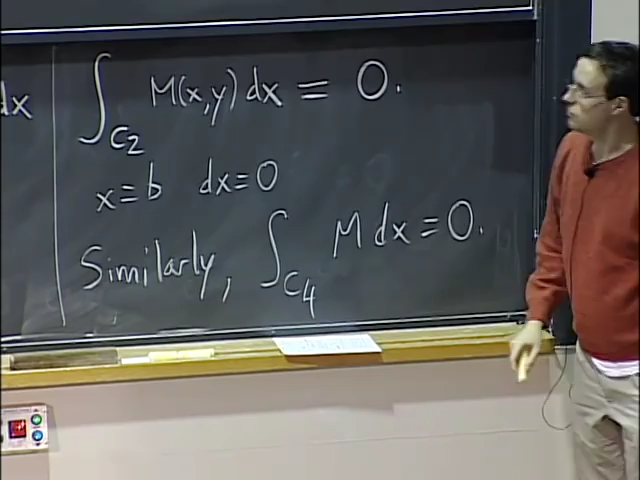 dx
∫_{C₂} M(x,y) dx = 0.
x = b dx = 0
Similarly, ∫_{C₄} M dx = 0.